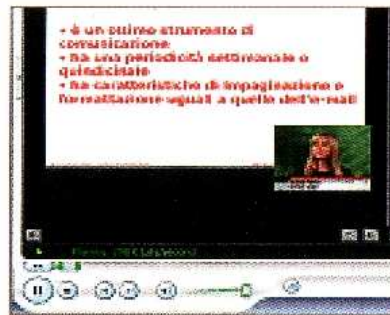 • è un ottimo strumento di
comunicazione
• ha una periodicità settimanale o
quindicinale
• ha caratteristiche di impaginazione e
formattazione uguali a quelle dell'e-mail